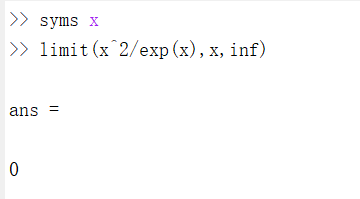 >> syms x
>> limit(x^2/exp(x),x,inf)
ans =
0